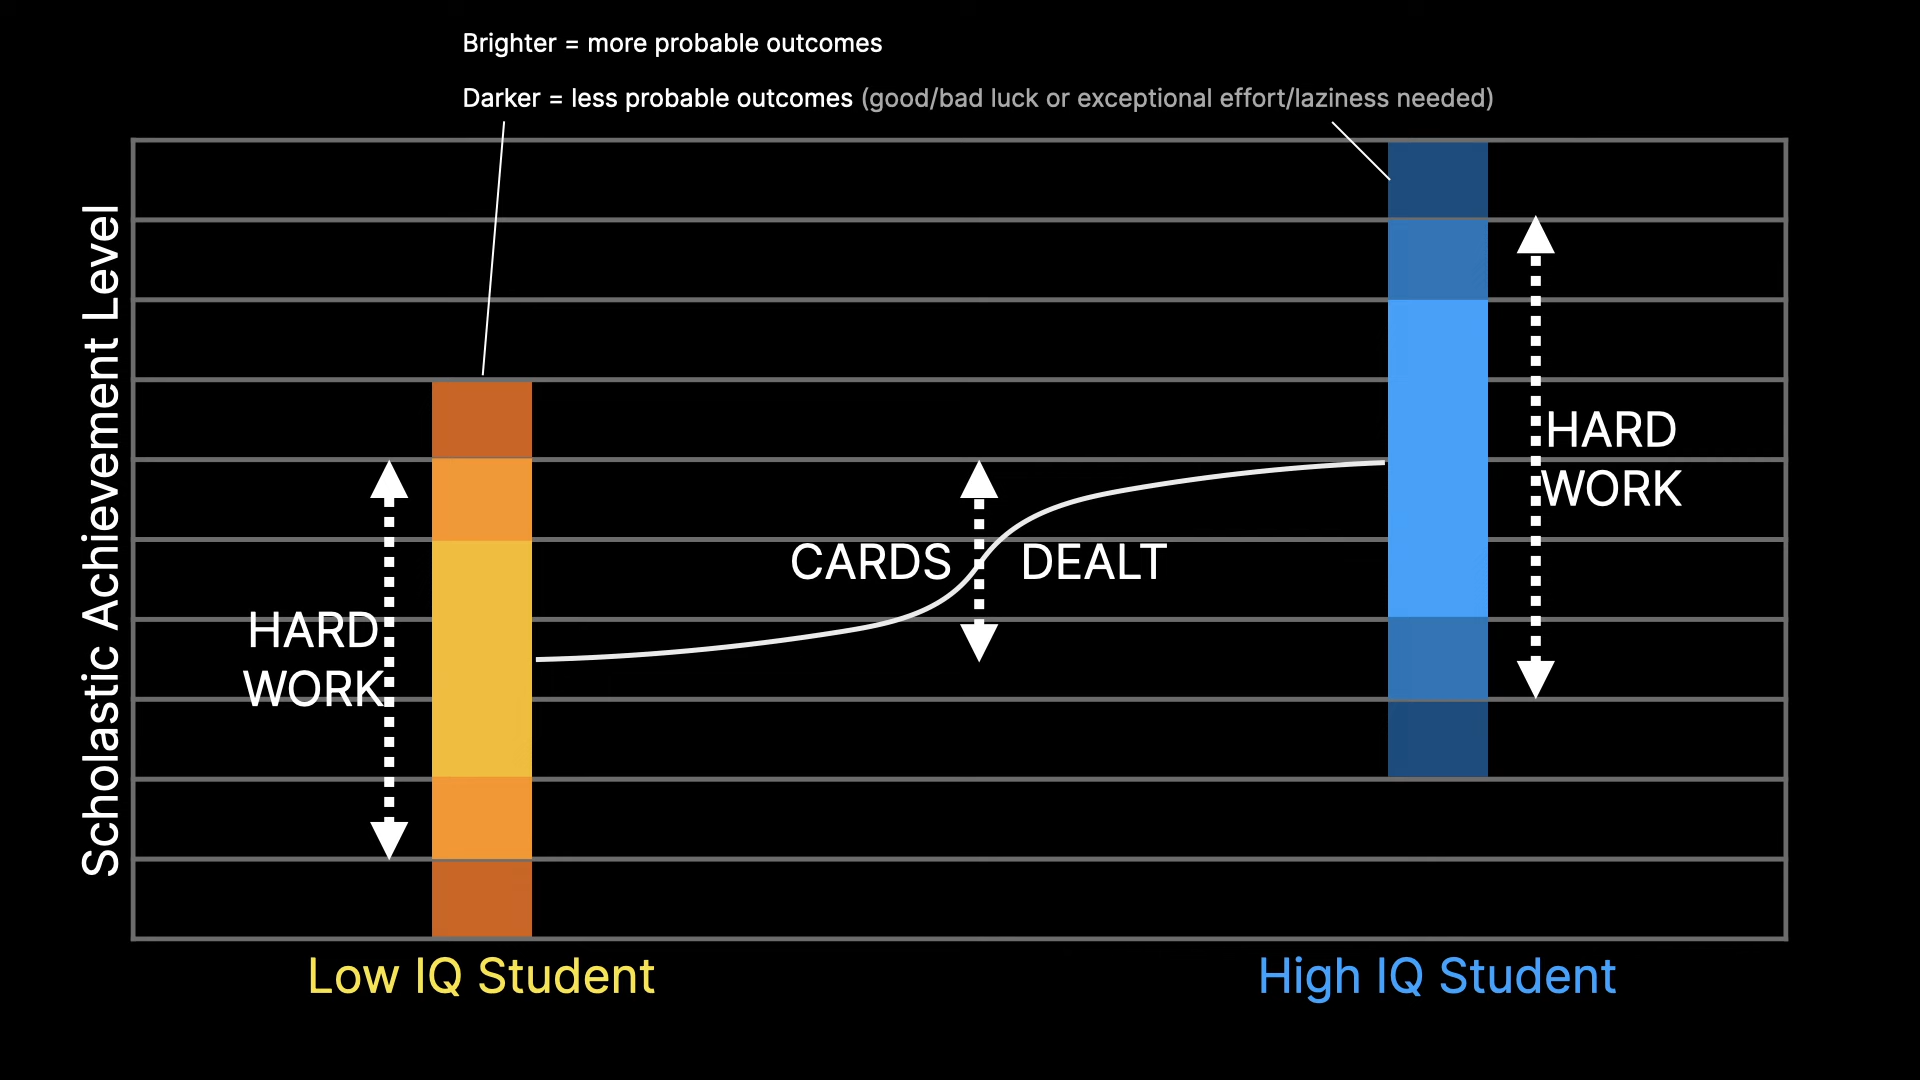 Brighter = more probable outcomes
Darker = less probable outcomes (good/bad luck or exceptional effort/laziness needed)
Scholastic Achievement Level
HARD
WORK
CARDS DEALT
HARD
WORK
Low IQ Student
High IQ Student